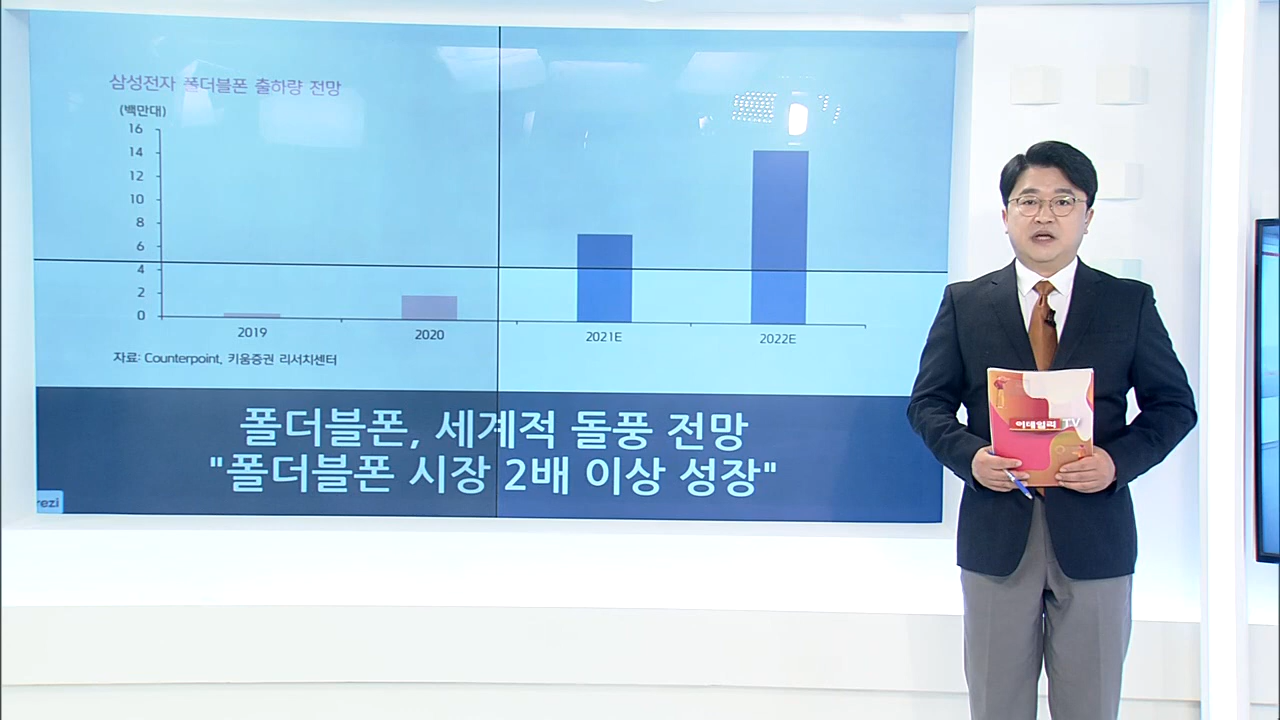 삼성전자 폴더블폰 출하량 전망
(백만대)
16
14
12
10
8
6
4
2
0
2019 2020 2021E 2022E
자료: Counterpoint, 키움증권 리서치센터
폴더블폰, 세계적 돌풍 전망
"폴더블폰 시장 2배 이상 성장"
rezi
이데일리 TV